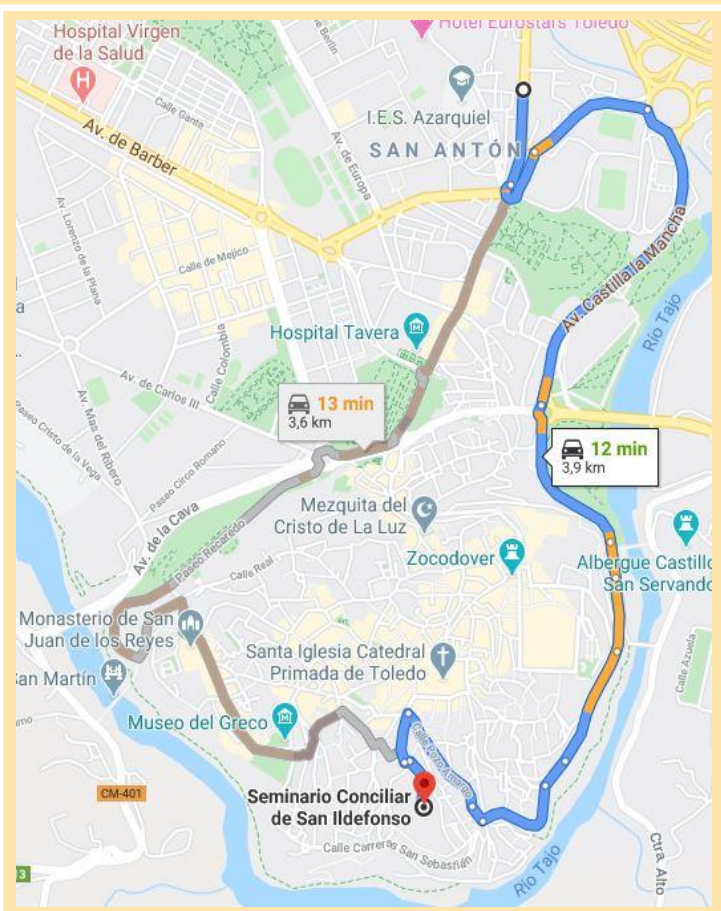 Hotel Eurostars Toledo
Hospital Virgen
de la Salud
H
Calle Gante
Av. de Barber
Av. de Europa
I.E.S. Azarquiel
SAN ANTÓN
Av. Lorenzo de la Plana
Calle de Mejico
Calle Colombia
Hospital Tavera
Av. Castilla la Mancha
Río Tajo
Av. de Carlos III
13 min
3,6 km
Av. Mas del Ribero
Paseo Cristo de la Vega
Paseo Circo Romano
12 min
3,9 km
Av. de la Cava
Paseo Recaredo
Mezquita del
Cristo de La Luz
Calle Real
Zocodover
Albergue Castillo
San Servando
Monasterio de San
Juan de los Reyes
San Martín
Santa Iglesia Catedral
Primada de Toledo
Calle Azuela
Museo del Greco
Calle Pozo Amargo
CM-401
Seminario Conciliar
de San Ildefonso
Calle Carreras San Sebastián
Río Tajo
Ctra. Alto